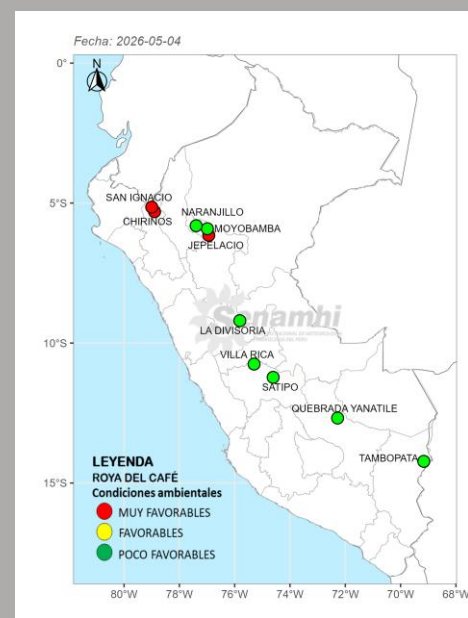 Fecha: 2026-05-04
N
0°
5°S
10°S
15°S
SAN IGNACIO
CHIRINOS
NARANJILLO
MOYOBAMBA
JEPELACIO
Senamhi
LA DIVISORIA
VILLA RICA
SATIPO
QUEBRADA YANATILE
TAMBOPATA
LEYENDA
ROYA DEL CAFÉ
Condiciones ambientales
MUY FAVORABLES
FAVORABLES
POCO FAVORABLES
80°W 78°W 76°W 74°W 72°W 70°W 68°W